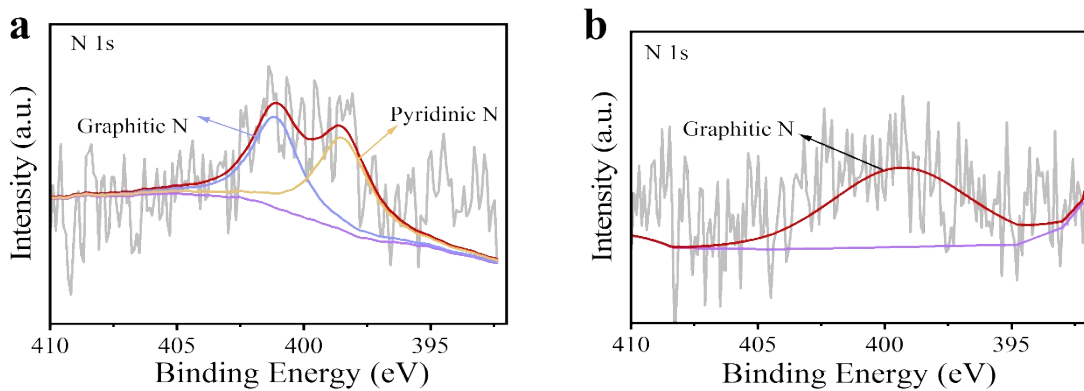 a
N 1s
Graphitic N
Pyridinic N
Intensity (a.u.)
410
405
400
395
Binding Energy (eV)
b
N 1s
Graphitic N
Intensity (a.u.)
410
405
400
395
Binding Energy (eV)